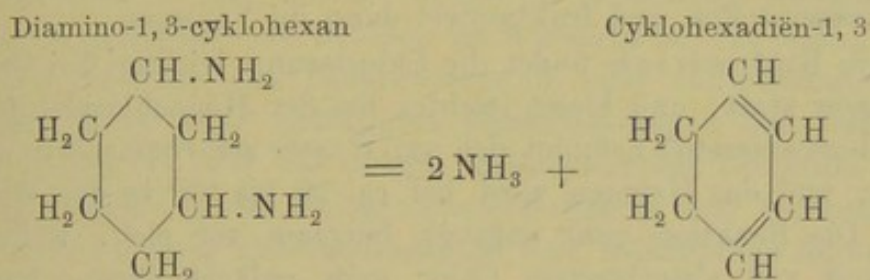 Diamino-1, 3-cyklohexan Cyklohexadiën-1, 3
CH.NH₂ CH
H₂C CH₂ H₂C CH
= 2 NH₃ +
H₂C CH.NH₂ H₂C CH
CH₂ CH